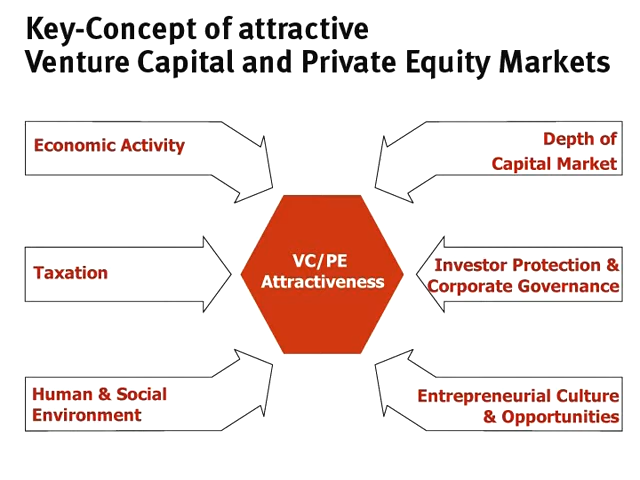 Key-Concept of attractive
Venture Capital and Private Equity Markets
Economic Activity
Depth of
Capital Market
VC/PE
Attractiveness
Taxation
Investor Protection &
Corporate Governance
Human & Social
Environment
Entrepreneurial Culture
& Opportunities